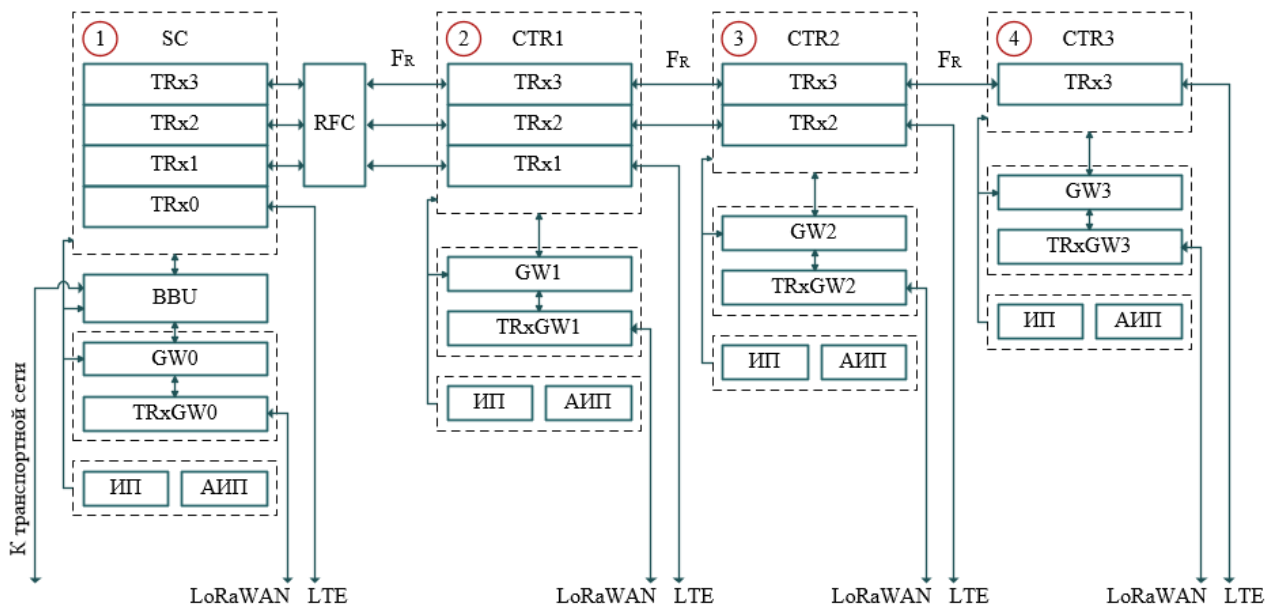 1 SC
TRx3
TRx2
TRx1
TRx0
BBU
GW0
TRxGW0
ИП АИП
К транспортной сети
LoRaWAN LTE
RFC
FR
2 CTR1
TRx3
TRx2
TRx1
GW1
TRxGW1
ИП АИП
LoRaWAN LTE
FR
3 CTR2
TRx3
TRx2
GW2
TRxGW2
ИП АИП
LoRaWAN LTE
FR
4 CTR3
TRx3
GW3
TRxGW3
ИП АИП
LoRaWAN LTE